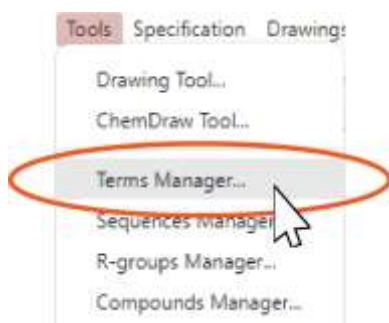 Tools Specification Drawings
Drawing Tool...
ChemDraw Tool...
Terms Manager...
Sequences Manager
R-groups Manager...
Compounds Manager...